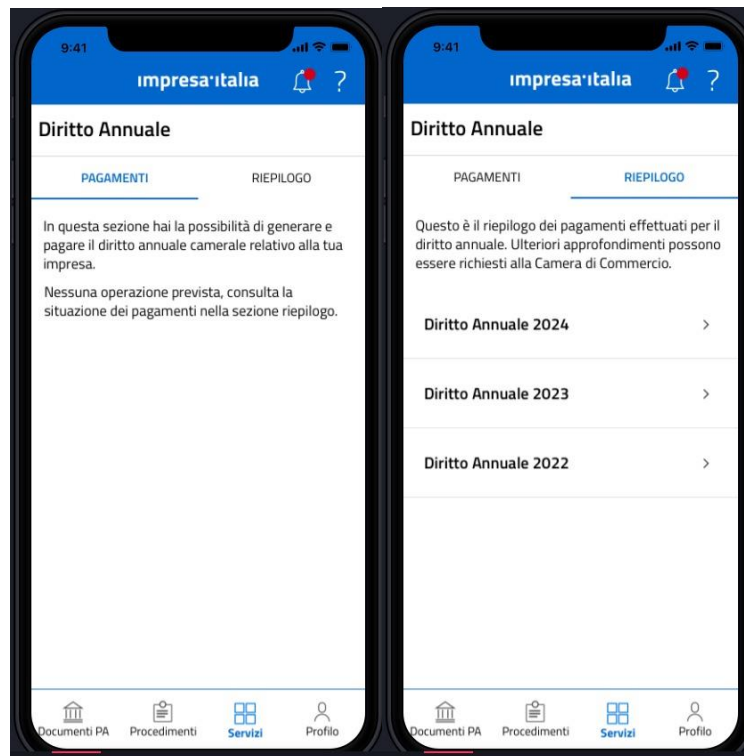 9:41
ımpresa·ıtalıa ?
Diritto Annuale
PAGAMENTI RIEPILOGO
In questa sezione hai la possibilità di generare e
pagare il diritto annuale camerale relativo alla tua
impresa.
Nessuna operazione prevista, consulta la
situazione dei pagamenti nella sezione riepilogo.
Documenti PA Procedimenti Servizi Profilo
9:41
ımpresa·ıtalıa ?
Diritto Annuale
PAGAMENTI RIEPILOGO
Questo è il riepilogo dei pagamenti effettuati per il
diritto annuale. Ulteriori approfondimenti possono
essere richiesti alla Camera di Commercio.
Diritto Annuale 2024
Diritto Annuale 2023
Diritto Annuale 2022
Documenti PA Procedimenti Servizi Profilo